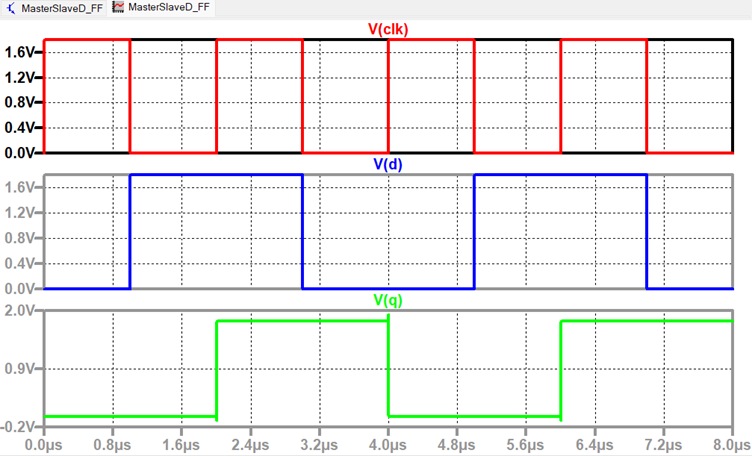 MasterSlaveD_FF MasterSlaveD_FF
V(clk)
1.6V
1.2V
0.8V
0.4V
0.0V
V(d)
1.6V
1.2V
0.8V
0.4V
0.0V
V(q)
2.0V
0.9V
-0.2V
0.0µs 0.8µs 1.6µs 2.4µs 3.2µs 4.0µs 4.8µs 5.6µs 6.4µs 7.2µs 8.0µs